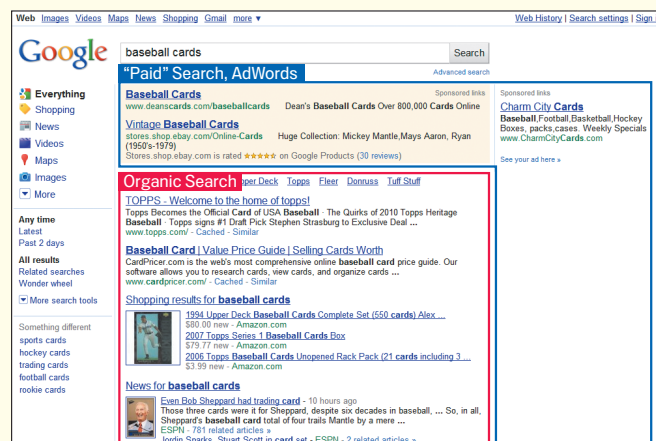 Web Images Videos Maps News Shopping Gmail more ▼
Web History | Search settings | Sign
Google
baseball cards
Search
Advanced search
"Paid" Search, AdWords
Everything
Shopping
News
Videos
Maps
Images
More
Any time
Latest
Past 2 days
All results
Related searches
Wonder wheel
More search tools
Something different
sports cards
hockey cards
trading cards
football cards
rookie cards
Baseball Cards
Sponsored links
www.deanscards.com/baseballcards Dean's Baseball Cards Over 800,000 Cards Online
Vintage Baseball Cards
stores.shop.ebay.com/Online-Cards Huge Collection: Mickey Mantle,Mays Aaron, Ryan
(1950's-1979)
Stores.shop.ebay.com is rated ★★★★★ on Google Products (30 reviews)
Sponsored links
Charm City Cards
Baseball,Football,Basketball,Hockey
Boxes, packs,cases. Weekly Specials
www.CharmCityCards.com
See your ad here »
Organic Search
per Deck Topps Fleer Donruss Tuff Stuff
TOPPS - Welcome to the home of topps!
Topps Becomes the Official Card of USA Baseball · The Quirks of 2010 Topps Heritage
Baseball · Topps signs #1 Draft Pick Stephen Strasburg to Exclusive Deal ...
www.topps.com/ - Cached - Similar
Baseball Card | Value Price Guide | Selling Cards Worth
CardPricer.com is the web's most comprehensive online baseball card price guide. Our
software allows you to research cards, view cards, and organize cards ...
www.cardpricer.com/ - Cached - Similar
Shopping results for baseball cards
1994 Upper Deck Baseball Cards Complete Set (550 cards) Alex ...
$80.00 new - Amazon.com
2007 Topps Series 1 Baseball Cards Box
$79.77 new - Amazon.com
2006 Topps Baseball Cards Unopened Rack Pack (21 cards including 3 ...
$3.99 new - Amazon.com
News for baseball cards
Even Bob Sheppard had trading card - 10 hours ago
Those three cards were it for Sheppard, despite six decades in baseball, ... So, in all,
Sheppard's baseball card total of four trails Mantle by a mere ...
ESPN - 781 related articles »
Jordin Sparks, Stuart Scott in card set - ESPN - 2 related articles »